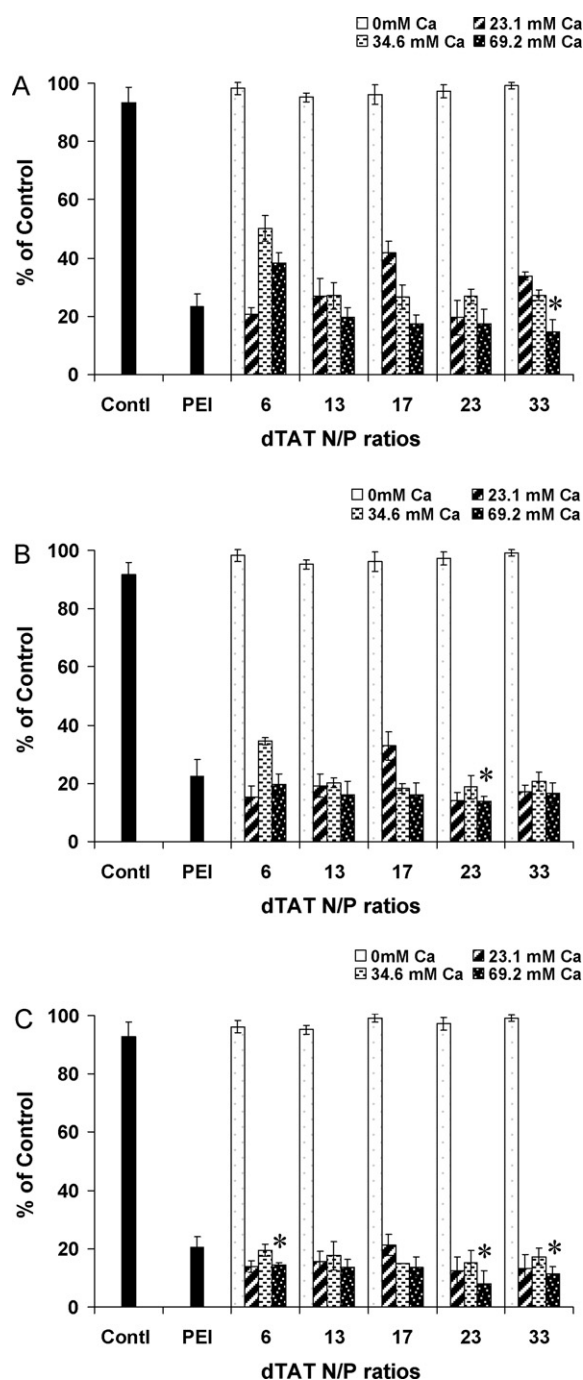 0mM Ca 23.1 mM Ca
34.6 mM Ca 69.2 mM Ca
A
% of Control
100
80
60
40
20
0
Contl PEI 6 13 17 23 33
*
dTAT N/P ratios
0mM Ca 23.1 mM Ca
34.6 mM Ca 69.2 mM Ca
B
% of Control
100
80
60
40
20
0
Contl PEI 6 13 17 23 33
*
dTAT N/P ratios
0mM Ca 23.1 mM Ca
34.6 mM Ca 69.2 mM Ca
C
% of Control
100
80
60
40
20
0
* * *
Contl PEI 6 13 17 23 33
dTAT N/P ratios